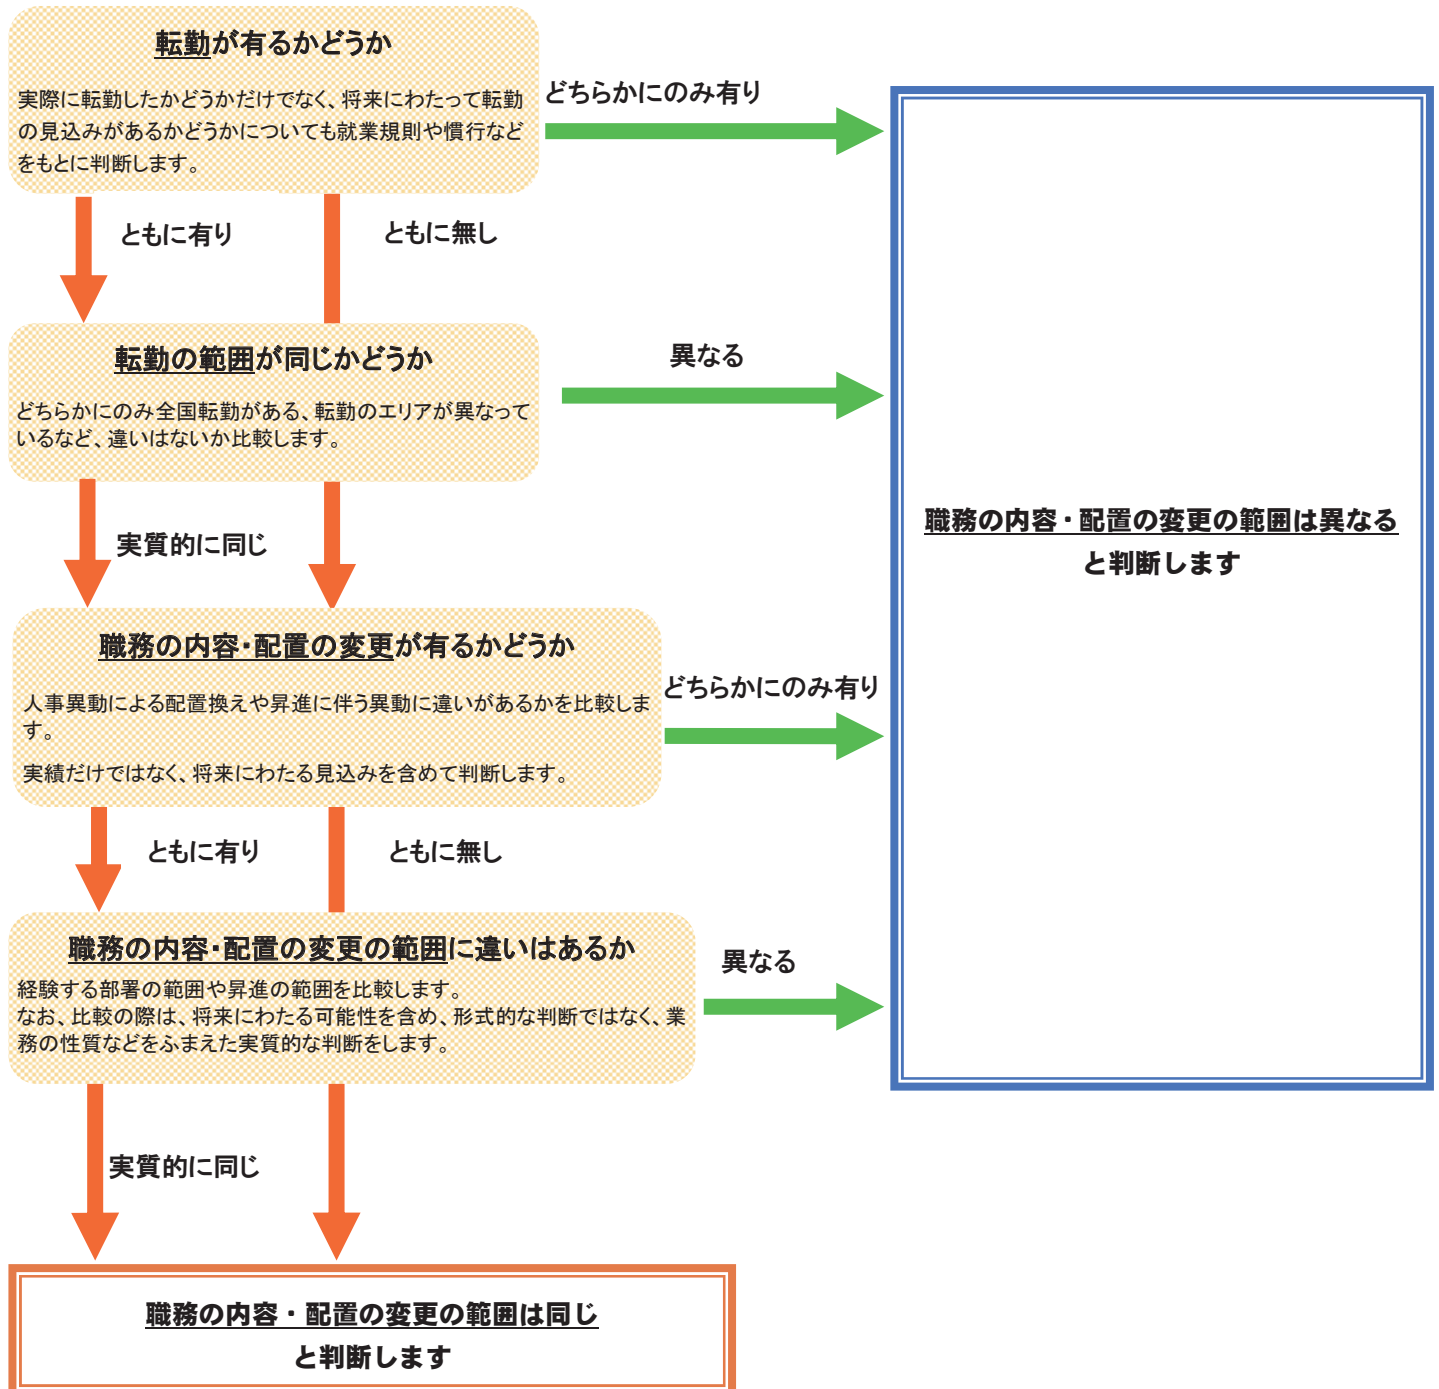 転勤が有るかどうか
実際に転勤したかどうかだけでなく、将来にわたって転勤
の見込みがあるかどうかについても就業規則や慣行など
をもとに判断します。
どちらかにのみ有り
ともに有り
ともに無し
転勤の範囲が同じかどうか
どちらかにのみ全国転勤がある、転勤のエリアが異なって
いるなど、違いはないか比較します。
異なる
実質的に同じ
職務の内容・配置の変更の範囲は異なる
と判断します
職務の内容・配置の変更が有るかどうか
人事異動による配置換えや昇進に伴う異動に違いがあるかを比較しま
す。
実績だけではなく、将来にわたる見込みを含めて判断します。
どちらかにのみ有り
ともに有り
ともに無し
職務の内容・配置の変更の範囲に違いはあるか
経験する部署の範囲や昇進の範囲を比較します。
なお、比較の際は、将来にわたる可能性を含め、形式的な判断ではなく、業
務の性質などをふまえた実質的な判断をします。
異なる
実質的に同じ
職務の内容・配置の変更の範囲は同じ
と判断します